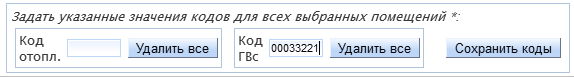 Задать указанные значения кодов для всех выбранных помещений *:
Код отопл. Удалить все Код ГВс 00033221 Удалить все Сохранить коды